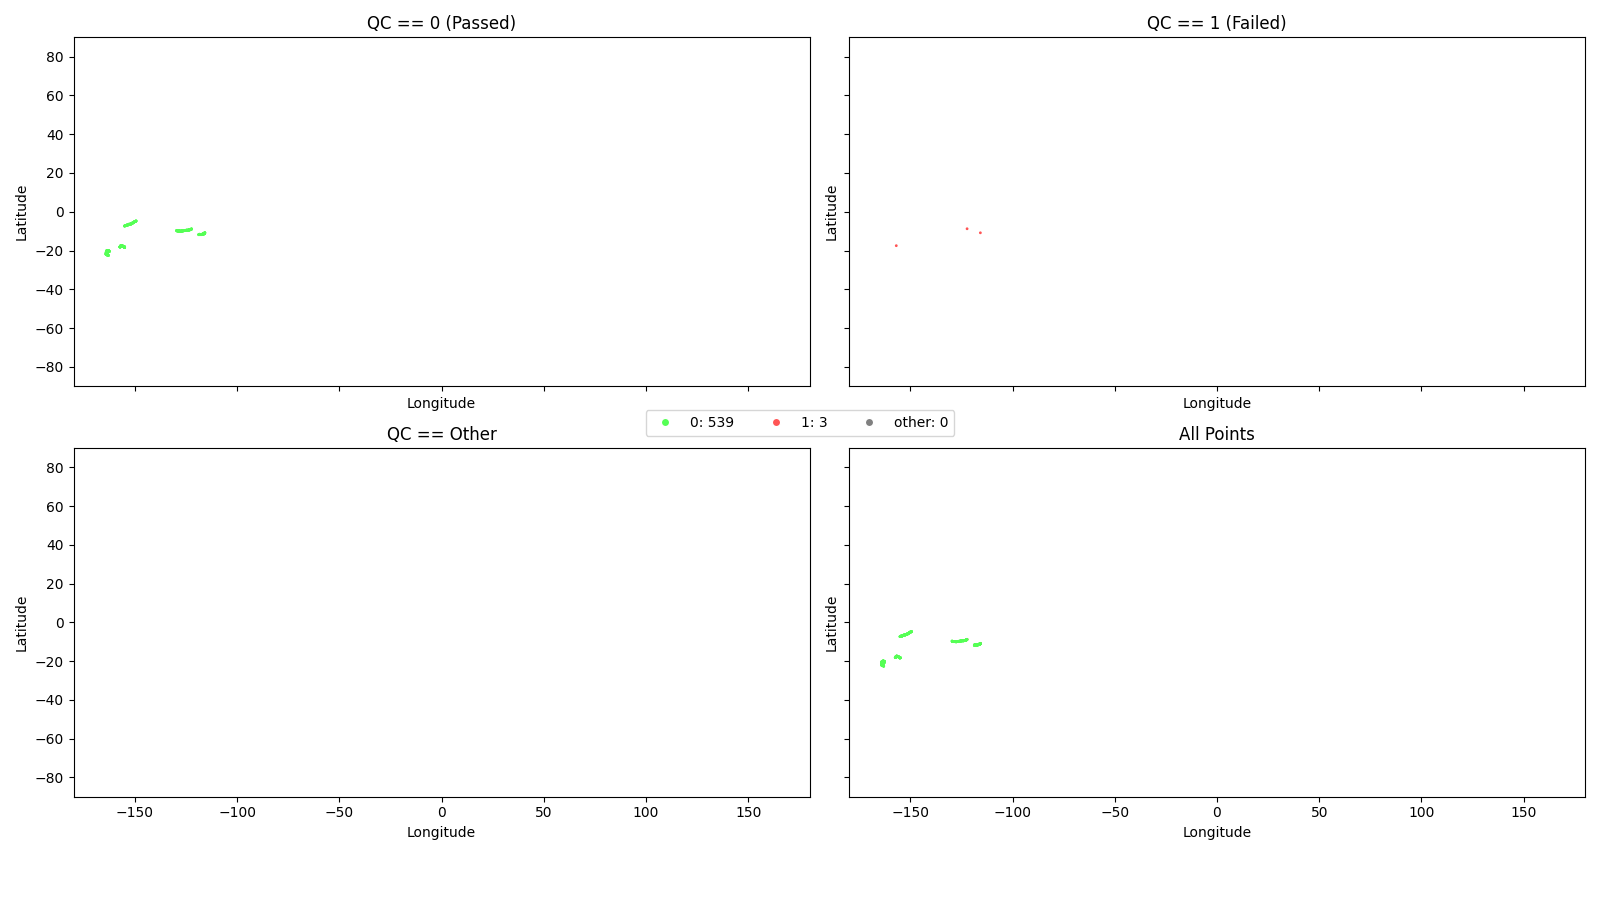 QC == 0 (Passed)
QC == 1 (Failed)
80
60
40
20
0
−20
−40
−60
−80
Latitude
Latitude
Longitude
Longitude
0: 539
1: 3
other: 0
QC == Other
All Points
80
60
40
20
0
−20
−40
−60
−80
Latitude
Latitude
−150 −100 −50 0 50 100 150
−150 −100 −50 0 50 100 150
Longitude
Longitude